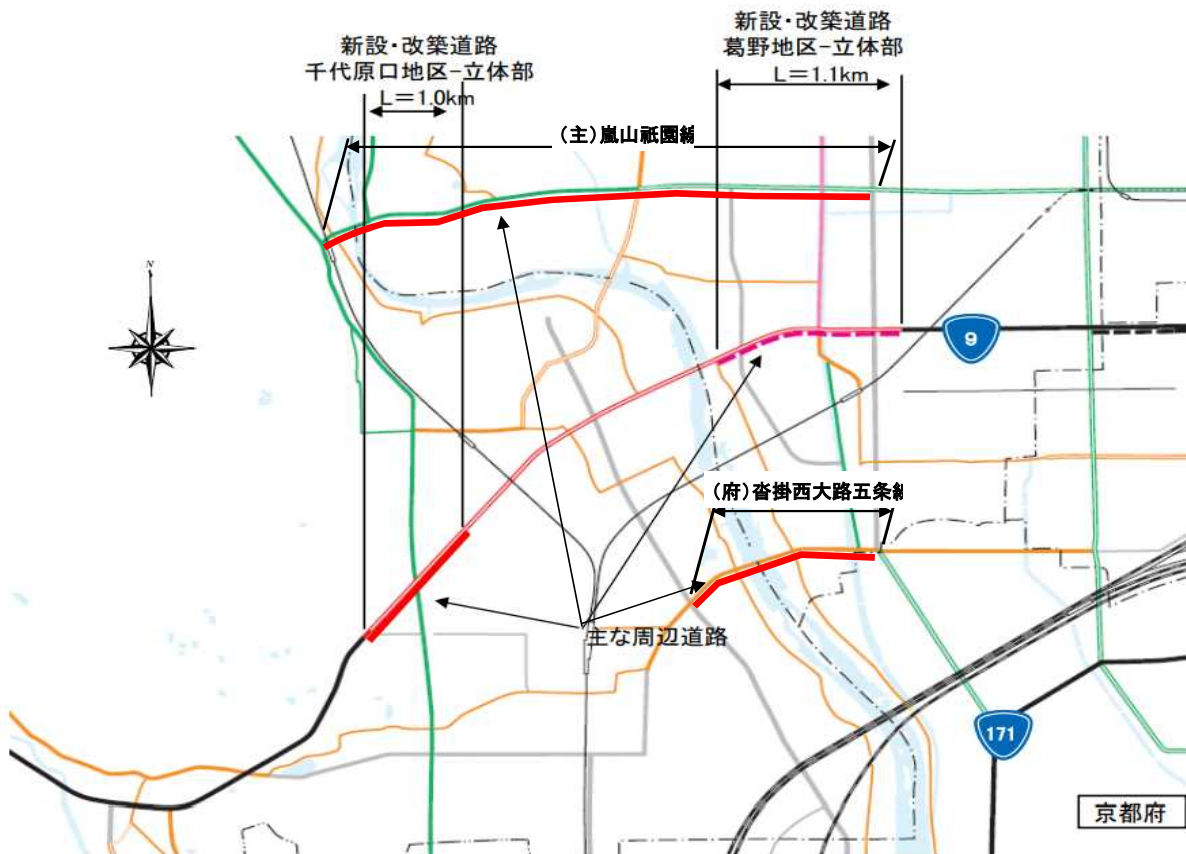 新設・改築道路
葛野地区-立体部
L=1.1km
新設・改築道路
千代原口地区-立体部
L=1.0km
(主)嵐山祇園線
N
9
(府)沓掛西大路五条線
主な周辺道路
171
京都府